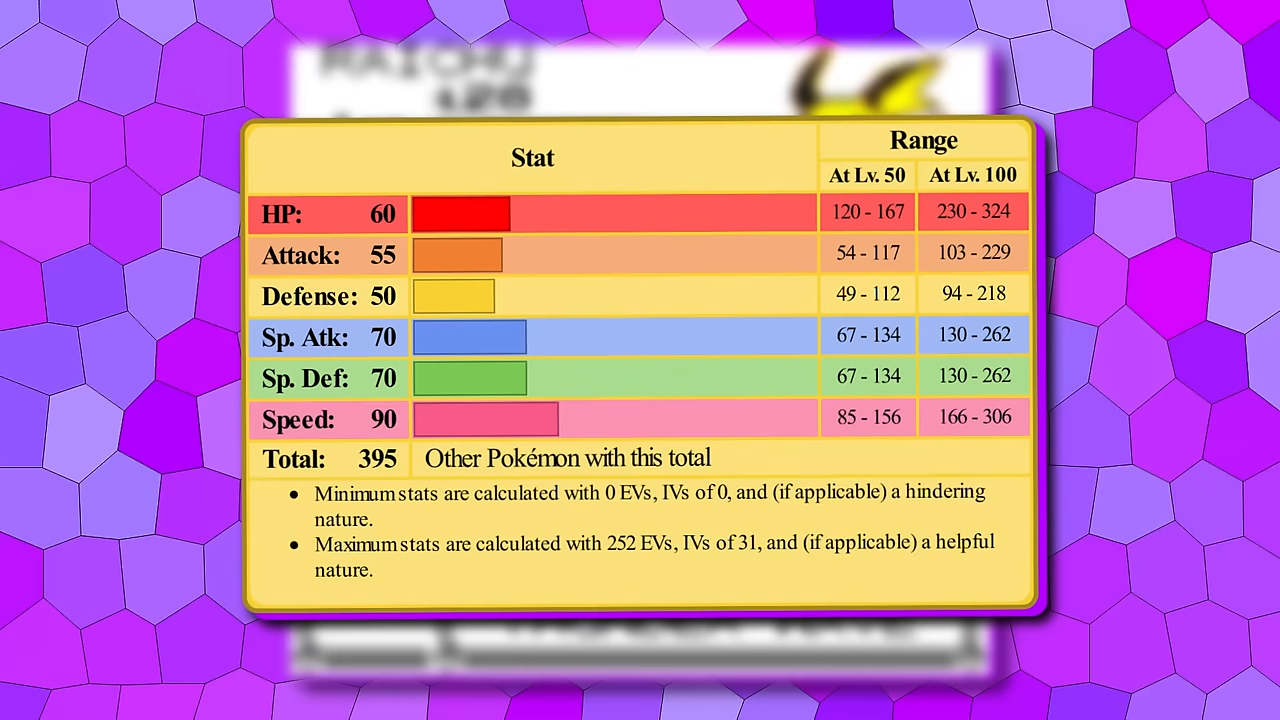 RAICHU
Stat
Range
At Lv. 50 At Lv. 100
HP: 60 120 - 167 230 - 324
Attack: 55 54 - 117 103 - 229
Defense: 50 49 - 112 94 - 218
Sp. Atk: 70 67 - 134 130 - 262
Sp. Def: 70 67 - 134 130 - 262
Speed: 90 85 - 156 166 - 306
Total: 395 Other Pokémon with this total
• Minimum stats are calculated with 0 EVs, IVs of 0, and (if applicable) a hindering
nature.
• Maximum stats are calculated with 252 EVs, IVs of 31, and (if applicable) a helpful
nature.